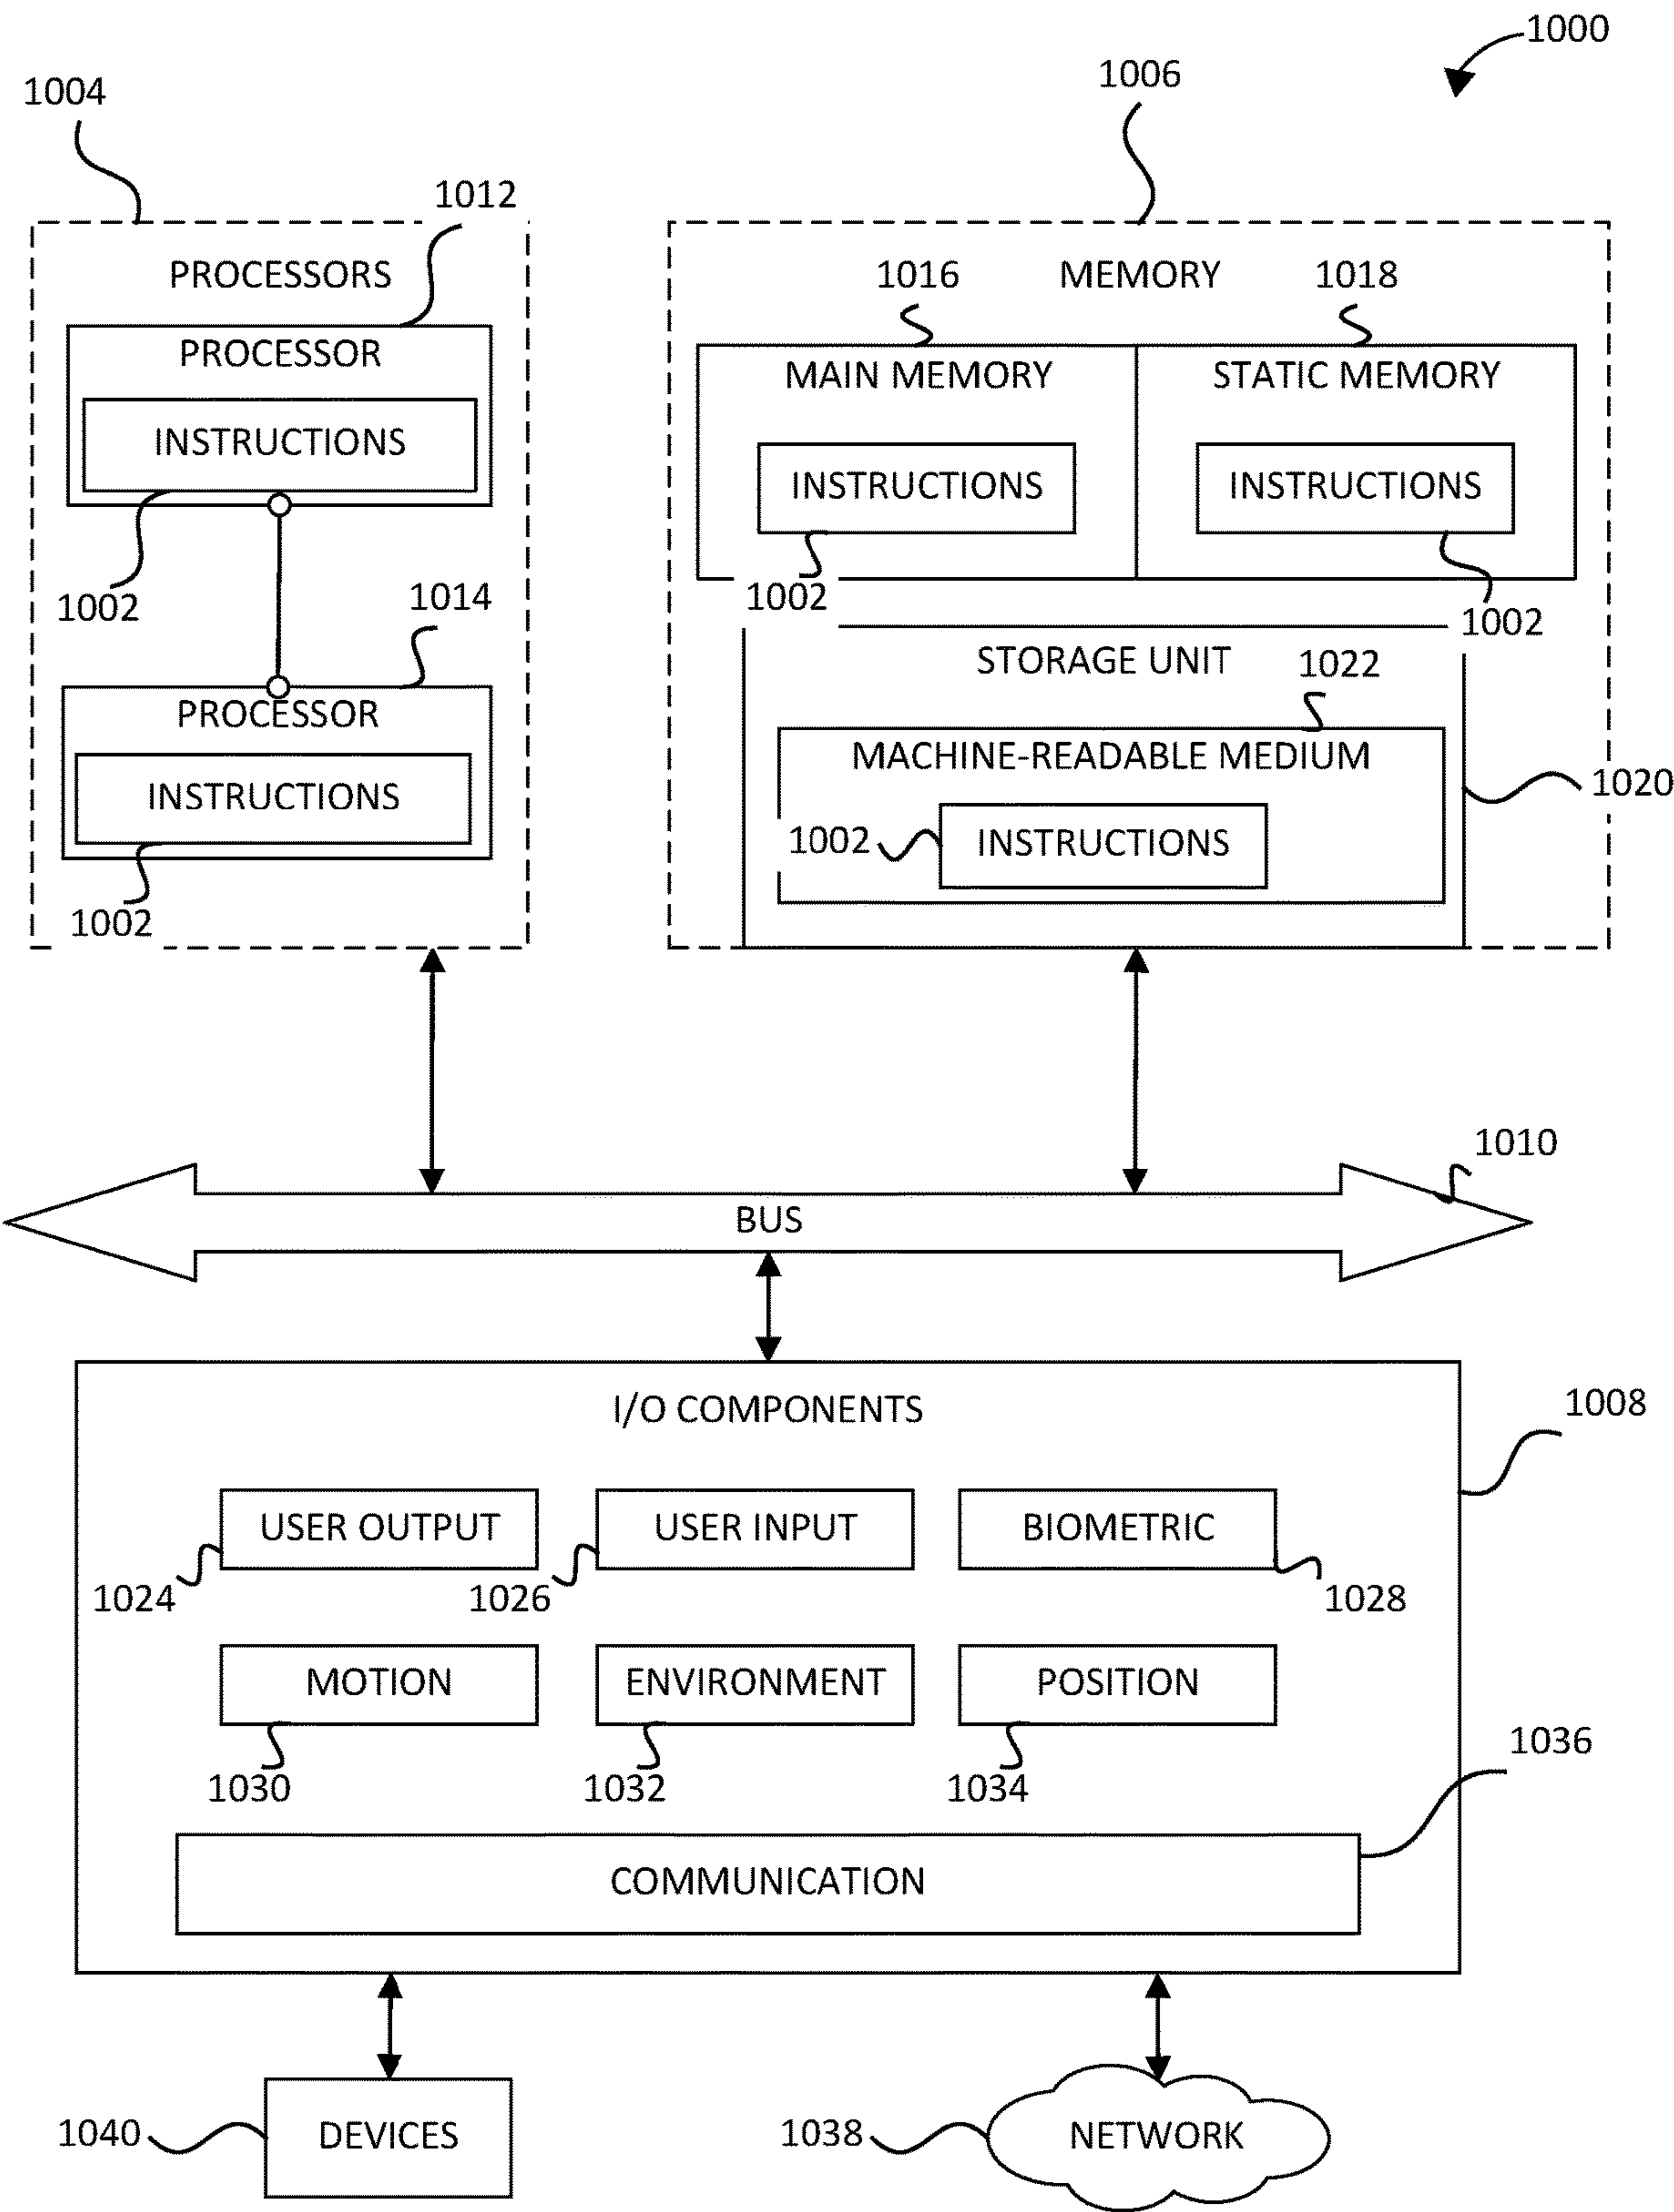 1000
1004
1006
1012
PROCESSORS
1016 MEMORY 1018
PROCESSOR
MAIN MEMORY
STATIC MEMORY
INSTRUCTIONS
INSTRUCTIONS
INSTRUCTIONS
1002
1014
1002
1002
STORAGE UNIT
1022
PROCESSOR
MACHINE-READABLE MEDIUM
1020
INSTRUCTIONS
1002
INSTRUCTIONS
1002
1010
BUS
I/O COMPONENTS
1008
USER OUTPUT
USER INPUT
BIOMETRIC
1024
1026
1028
MOTION
ENVIRONMENT
POSITION
1036
1030
1032
1034
COMMUNICATION
1040
DEVICES
1038
NETWORK